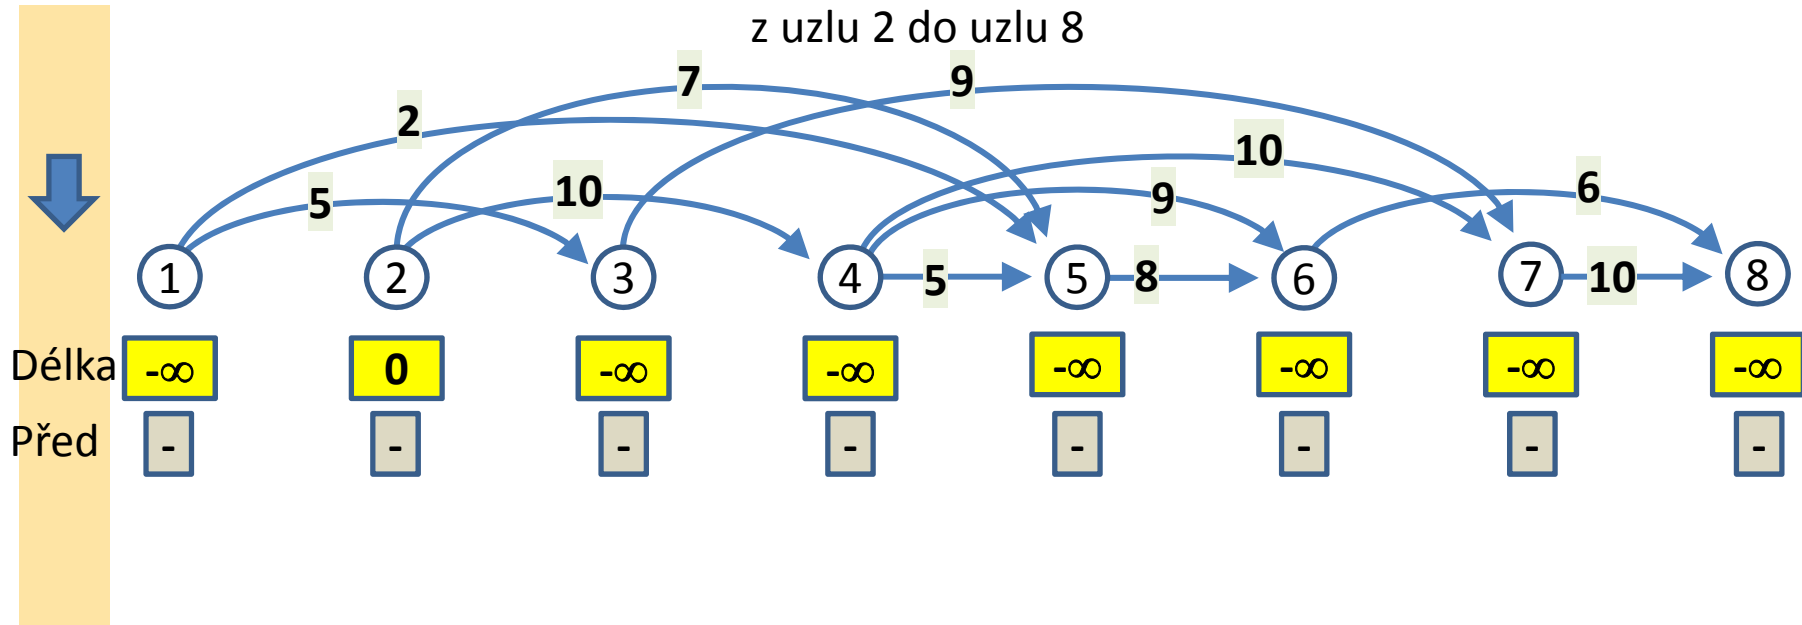 z uzlu 2 do uzlu 8
7 9
2
10
10
9
6
5
1 2 3 4 5 6 7 8
5 8 10
Délka -∞ 0 -∞ -∞ -∞ -∞ -∞ -∞
Před - - - - - - - -